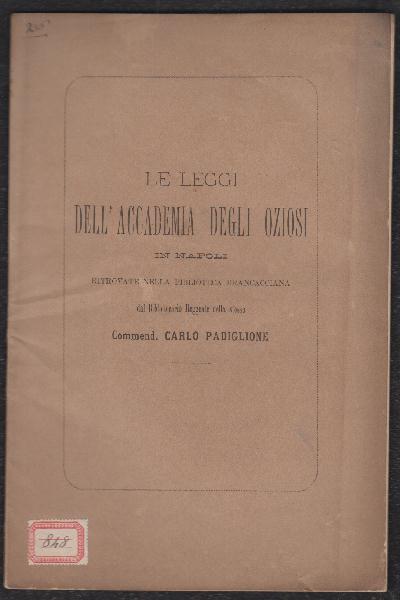 LE LEGGI
DELL'ACCADEMIA DEGLI OZIOSI
IN NAPOLI
RITROVATE NELLA BIBLIOTECA BRANCACCIANA
dal Bibliotecario Reggente della stessa
Commend. CARLO PADIGLIONE
848